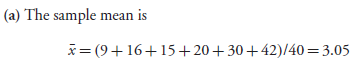 (a) The sample mean is
x̄ = (9 + 16 + 15 + 20 + 30 + 42)/40 = 3.05